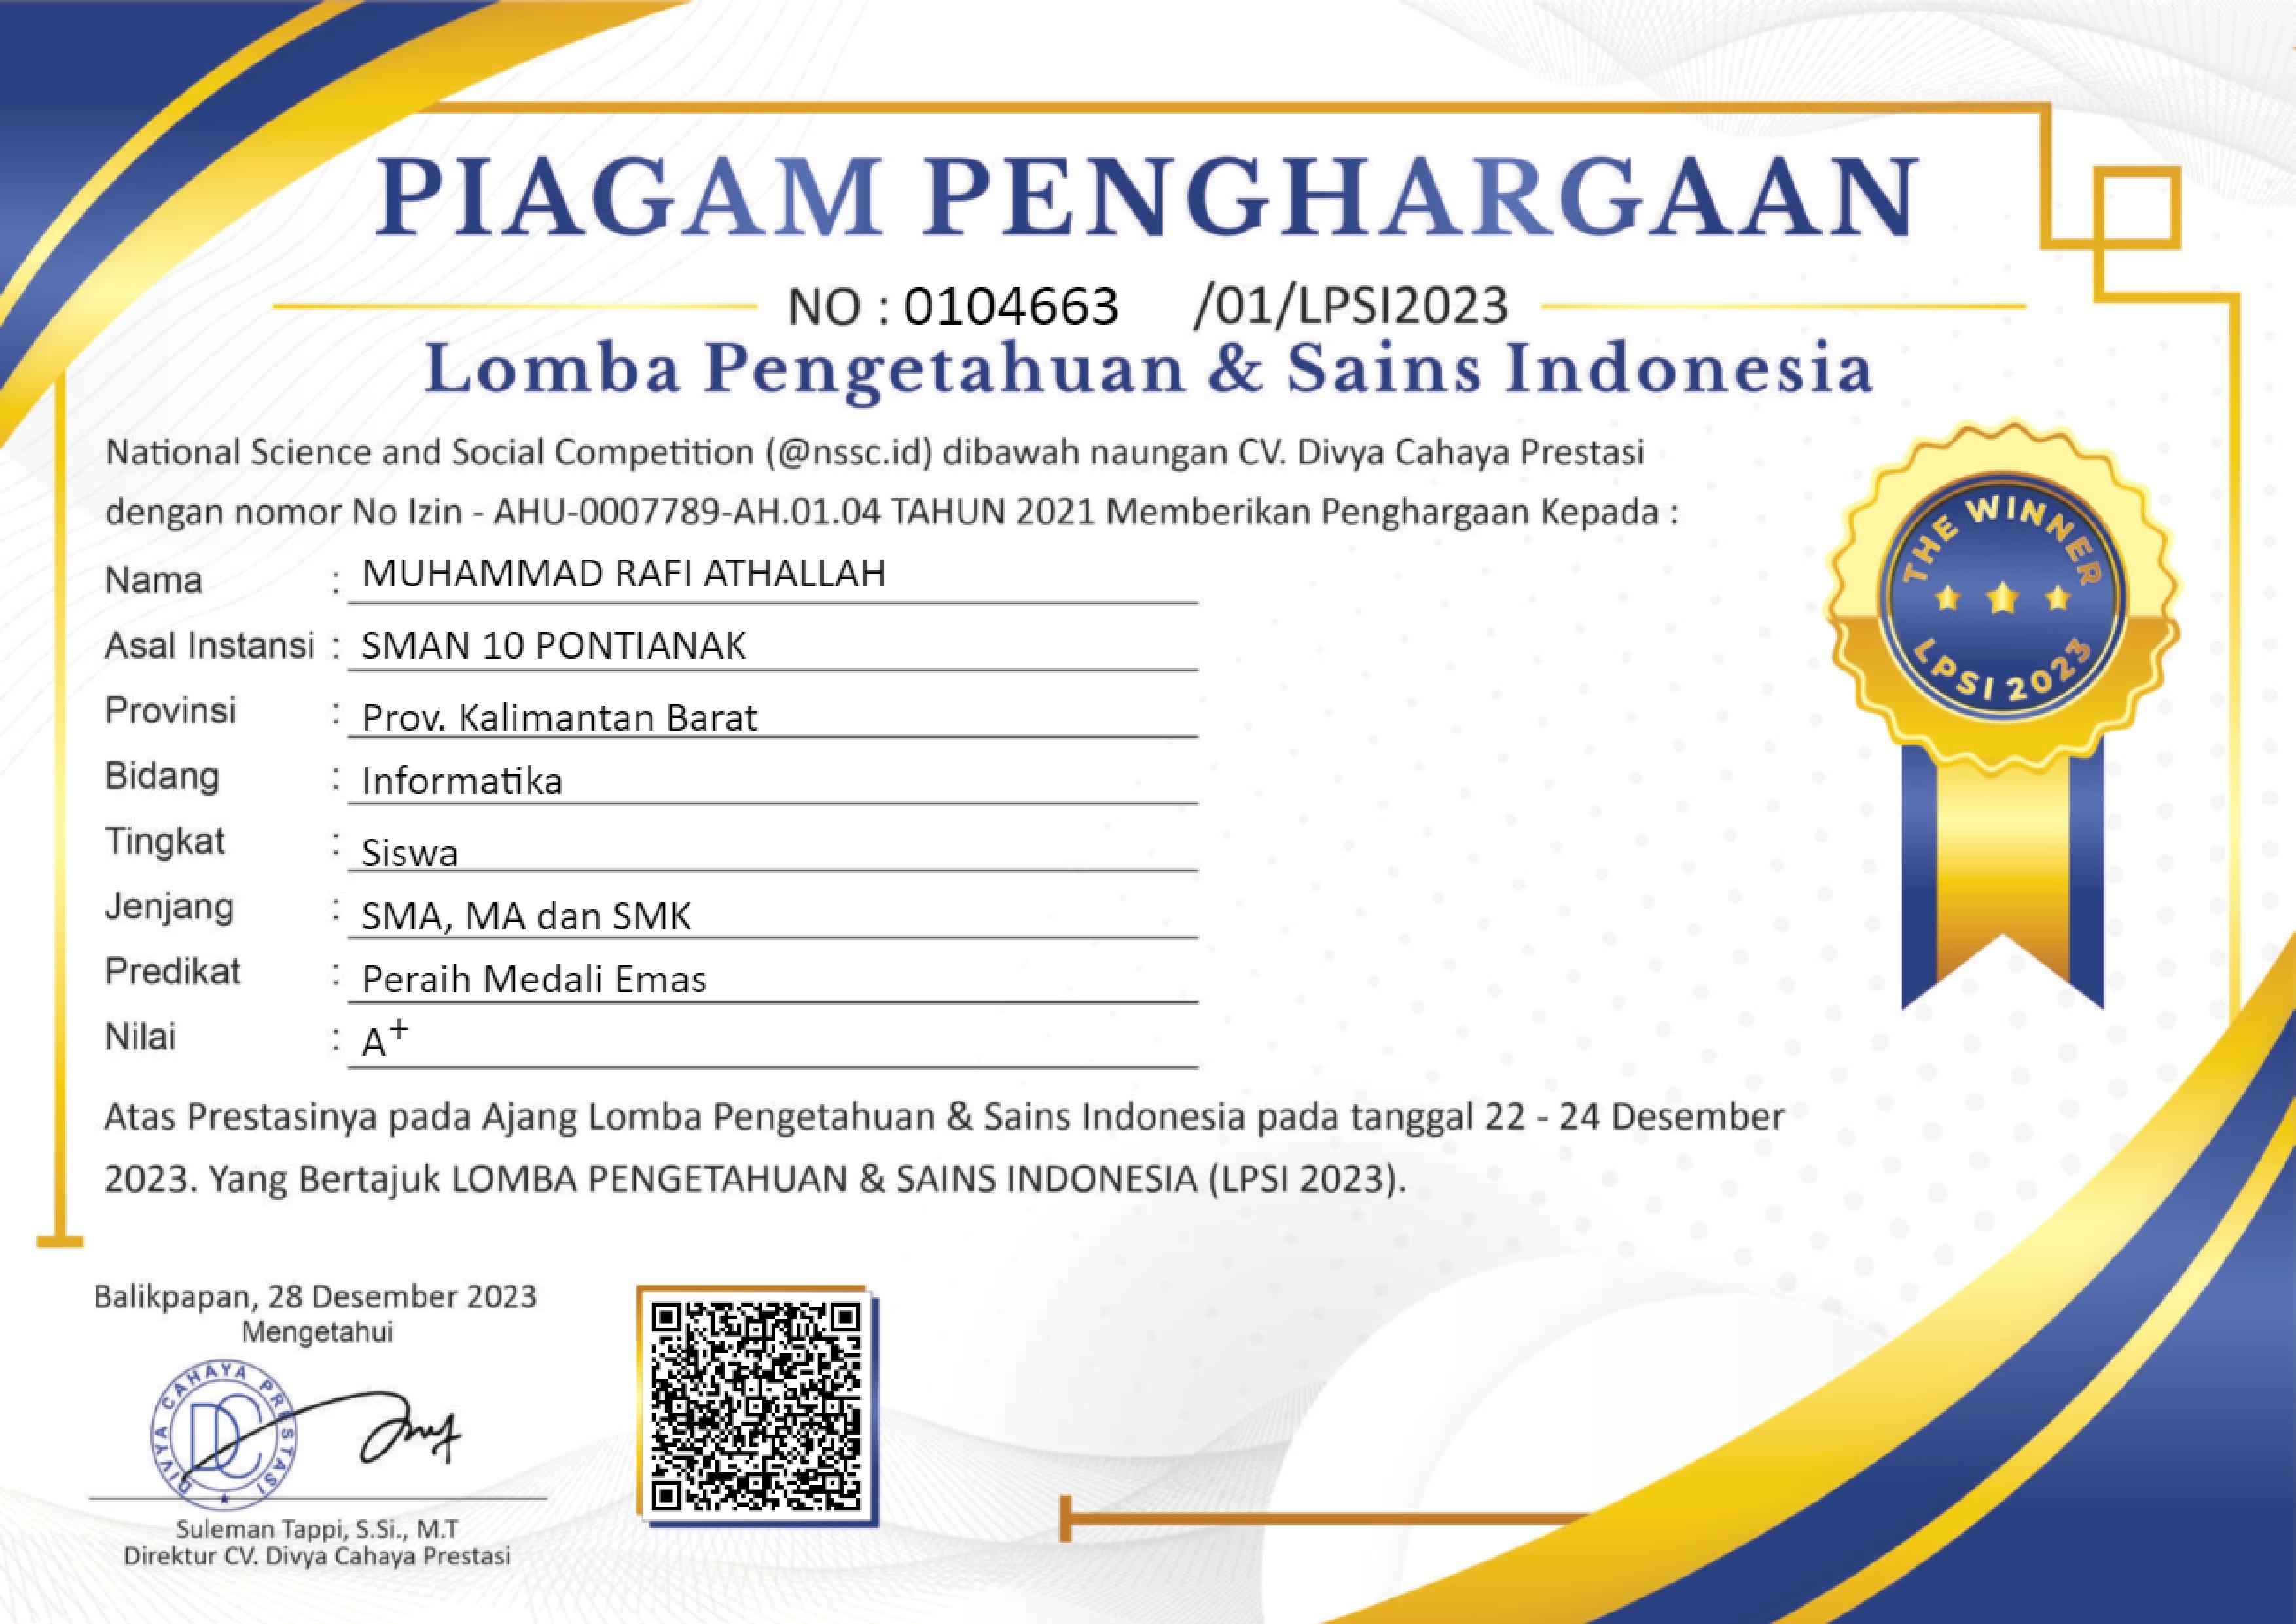 PIAGAM PENGHARGAAN
NO : 0104663 /01/LPSI2023
Lomba Pengetahuan & Sains Indonesia
National Science and Social Competition (@nssc.id) dibawah naungan CV. Divya Cahaya Prestasi
dengan nomor No Izin - AHU-0007789-AH.01.04 TAHUN 2021 Memberikan Penghargaan Kepada :
Nama : MUHAMMAD RAFI ATHALLAH
Asal Instansi : SMAN 10 PONTIANAK
Provinsi : Prov. Kalimantan Barat
Bidang : Informatika
Tingkat : Siswa
Jenjang : SMA, MA dan SMK
Predikat : Peraih Medali Emas
Nilai : A+
THE WINNER
LPSI 2023
Atas Prestasinya pada Ajang Lomba Pengetahuan & Sains Indonesia pada tanggal 22 - 24 Desember
2023. Yang Bertajuk LOMBA PENGETAHUAN & SAINS INDONESIA (LPSI 2023).
Balikpapan, 28 Desember 2023
Mengetahui
DIVYA CAHAYA PRESTASI
DC
Suleman Tappi, S.Si., M.T
Direktur CV. Divya Cahaya Prestasi